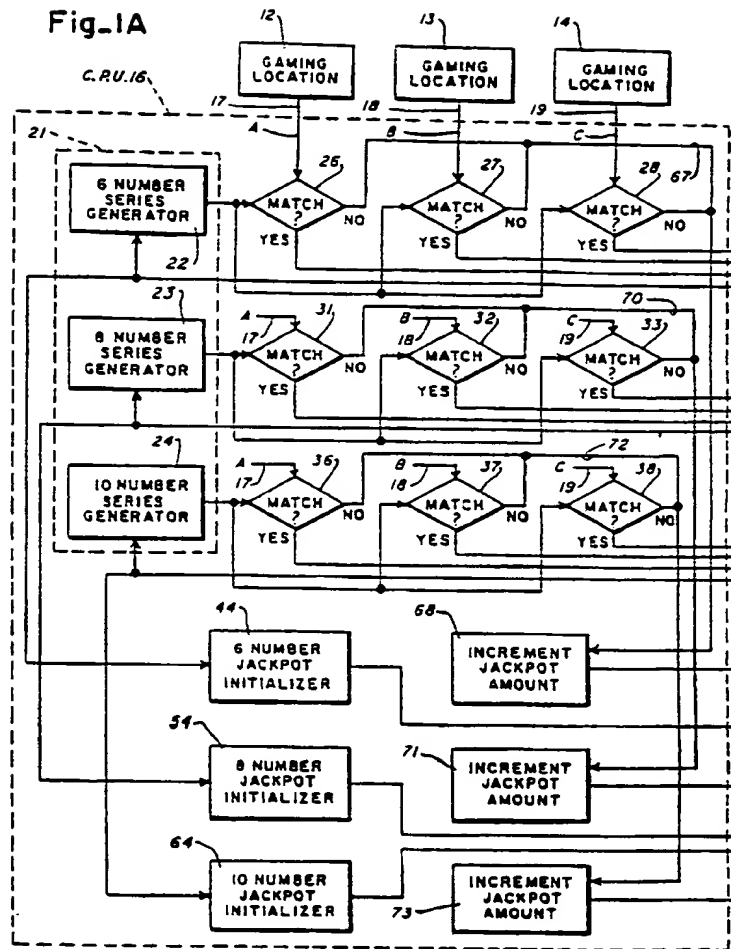 Fig_1A
12
GAMING
LOCATION
13
GAMING
LOCATION
14
GAMING
LOCATION
C.P.U. 16
17
A
18
B
19
C
21
6 NUMBER
SERIES
GENERATOR
22
MATCH
?
26
NO
YES
MATCH
?
27
NO
YES
MATCH
?
28
NO
YES
67
23
8 NUMBER
SERIES
GENERATOR
A
17
MATCH
?
31
NO
YES
B
18
MATCH
?
32
NO
YES
C
19
MATCH
?
33
NO
YES
70
24
10 NUMBER
SERIES
GENERATOR
A
17
MATCH
?
36
NO
YES
B
18
MATCH
?
37
NO
YES
C
19
MATCH
?
38
NO
YES
72
44
6 NUMBER
JACKPOT
INITIALIZER
68
INCREMENT
JACKPOT
AMOUNT
54
8 NUMBER
JACKPOT
INITIALIZER
71
INCREMENT
JACKPOT
AMOUNT
64
10 NUMBER
JACKPOT
INITIALIZER
73
INCREMENT
JACKPOT
AMOUNT